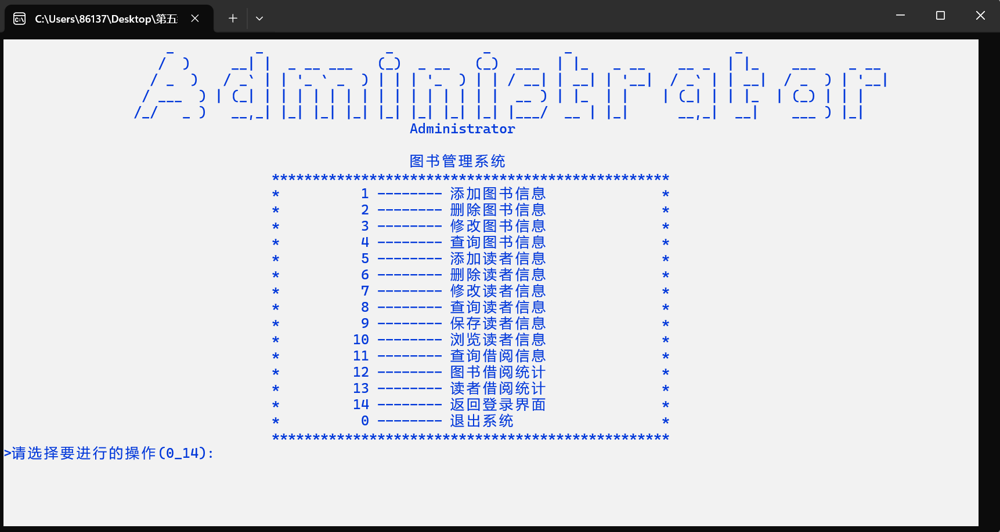 C:\Users\86137\Desktop\第五
Administrator
Administrator
图书管理系统
*************************************************
* 1 -------- 添加图书信息 *
* 2 -------- 删除图书信息 *
* 3 -------- 修改图书信息 *
* 4 -------- 查询图书信息 *
* 5 -------- 添加读者信息 *
* 6 -------- 删除读者信息 *
* 7 -------- 修改读者信息 *
* 8 -------- 查询读者信息 *
* 9 -------- 保存读者信息 *
* 10 -------- 浏览读者信息 *
* 11 -------- 查询借阅信息 *
* 12 -------- 图书借阅统计 *
* 13 -------- 读者借阅统计 *
* 14 -------- 返回登录界面 *
* 0 -------- 退出系统 *
*************************************************
>请选择要进行的操作(0_14):